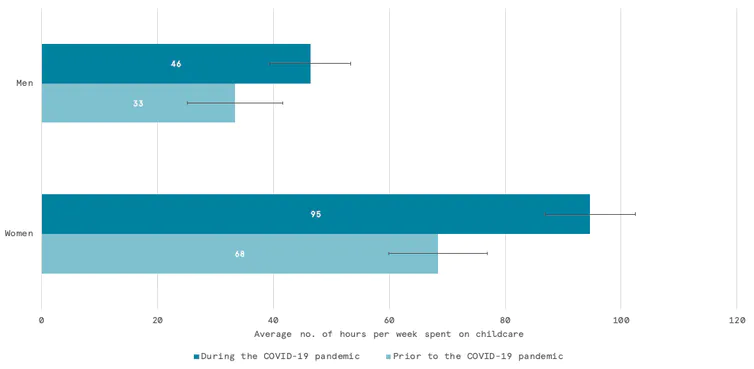 Men
46
33
Women
95
68
0 20 40 60 80 100 120
Average no. of hours per week spent on childcare
During the COVID-19 pandemic Prior to the COVID-19 pandemic